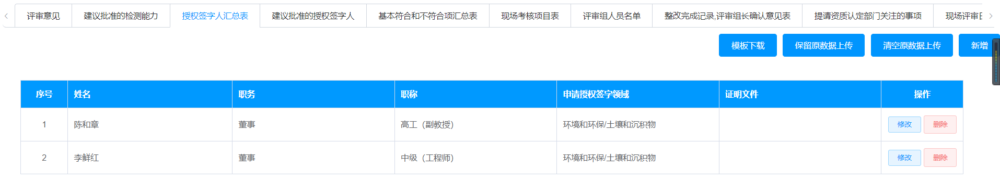 评审意见 建议批准的检测能力 授权签字人汇总表 建议批准的授权签字人 基本符合和不符合项汇总表 现场考核项目表 评审组人员名单 整改完成记录,评审组长确认意见表 提请资质认定部门关注的事项 现场评审日
模板下载 保留原数据上传 清空原数据上传 新增
序号 姓名 职务 职称 申请授权签字领域 证明文件 操作
1 陈和章 董事 高工（副教授） 环境和环保/土壤和沉积物 修改 删除
2 李鲜红 董事 中级（工程师） 环境和环保/土壤和沉积物 修改 删除